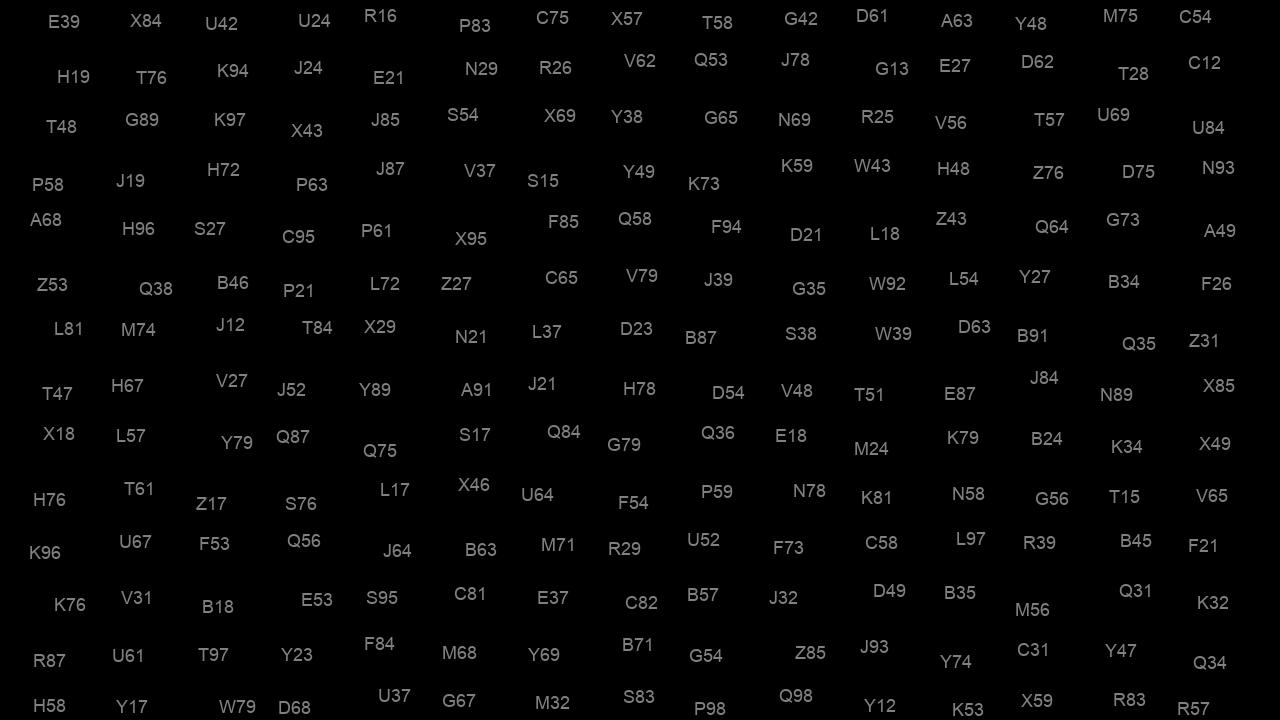 E39 X84 U42 U24 R16 P83 C75 X57 T58 G42 D61 A63 Y48 M75 C54
H19 T76 K94 J24 E21 N29 R26 V62 Q53 J78 G13 E27 D62 T28 C12
T48 G89 K97 X43 J85 S54 X69 Y38 G65 N69 R25 V56 T57 U69 U84
P58 J19 H72 P63 J87 V37 S15 Y49 K73 K59 W43 H48 Z76 D75 N93
A68 H96 S27 C95 P61 X95 F85 Q58 F94 D21 L18 Z43 Q64 G73 A49
Z53 Q38 B46 P21 L72 Z27 C65 V79 J39 G35 W92 L54 Y27 B34 F26
L81 M74 J12 T84 X29 N21 L37 D23 B87 S38 W39 D63 B91 Q35 Z31
T47 H67 V27 J52 Y89 A91 J21 H78 D54 V48 T51 E87 J84 N89 X85
X18 L57 Y79 Q87 Q75 S17 Q84 G79 Q36 E18 M24 K79 B24 K34 X49
H76 T61 Z17 S76 L17 X46 U64 F54 P59 N78 K81 N58 G56 T15 V65
K96 U67 F53 Q56 J64 B63 M71 R29 U52 F73 C58 L97 R39 B45 F21
K76 V31 B18 E53 S95 C81 E37 C82 B57 J32 D49 B35 M56 Q31 K32
R87 U61 T97 Y23 F84 M68 Y69 B71 G54 Z85 J93 Y74 C31 Y47 Q34
H58 Y17 W79 D68 U37 G67 M32 S83 P98 Q98 Y12 K53 X59 R83 R57